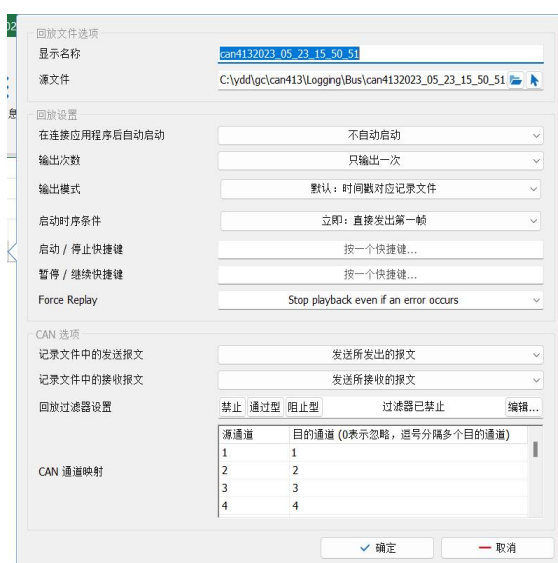 02
息
回放文件选项
显示名称 can4132023_05_23_15_50_51
源文件 C:\ydd\gc\can413\Logging\Bus\can4132023_05_23_15_50_51
回放设置
在连接应用程序后自动启动 不自动启动
输出次数 只输出一次
输出模式 默认：时间戳对应记录文件
启动时序条件 立即：直接发出第一帧
启动 / 停止快捷键 按一个快捷键...
暂停 / 继续快捷键 按一个快捷键...
Force Replay Stop playback even if an error occurs
CAN 选项
记录文件中的发送报文 发送所发出的报文
记录文件中的接收报文 发送所接收的报文
回放过滤器设置 禁止 通过型 阻止型 过滤器已禁止 编辑...
CAN 通道映射
源通道 目的通道 (0表示忽略，逗号分隔多个目的通道)
1 1
2 2
3 3
4 4
确定 取消